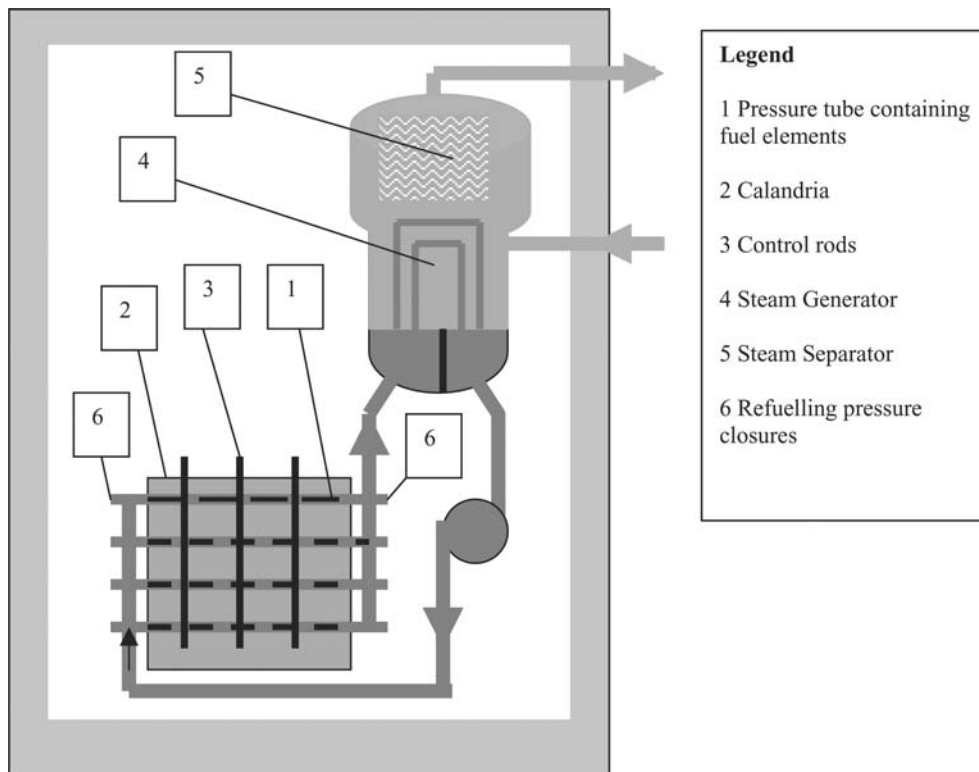 5
4
3
1
2
6
6
Legend
1 Pressure tube containing
fuel elements
2 Calandria
3 Control rods
4 Steam Generator
5 Steam Separator
6 Refuelling pressure
closures